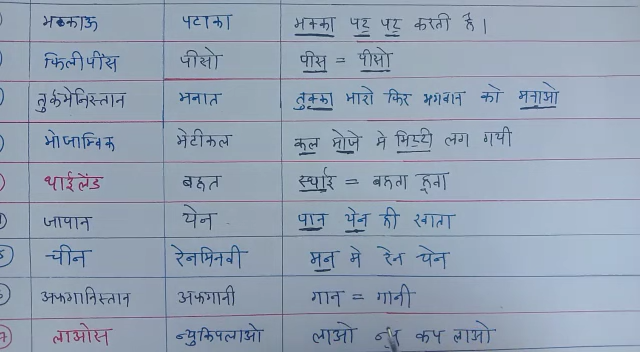 मक्काऊ पटाका मक्का पट पट करती है।
फिलीपींस पीसो पीस = पीसो
तुर्कमेनिस्तान मनात तुक्का मारो फिर भगवान को मनाओ
मोजाम्बिक मेटीकल कल मोजे मे मिट्टी लग गयी
थाईलैंड बहत स्थाई = बहता हूता
जापान येन पान येन ही खाता
चीन रेनमिनबी मन मे रेन चेन
अफगानिस्तान अफगानी गान = गानी
लाओस न्युकिपलाओ लाओ न्यु कप लाओ